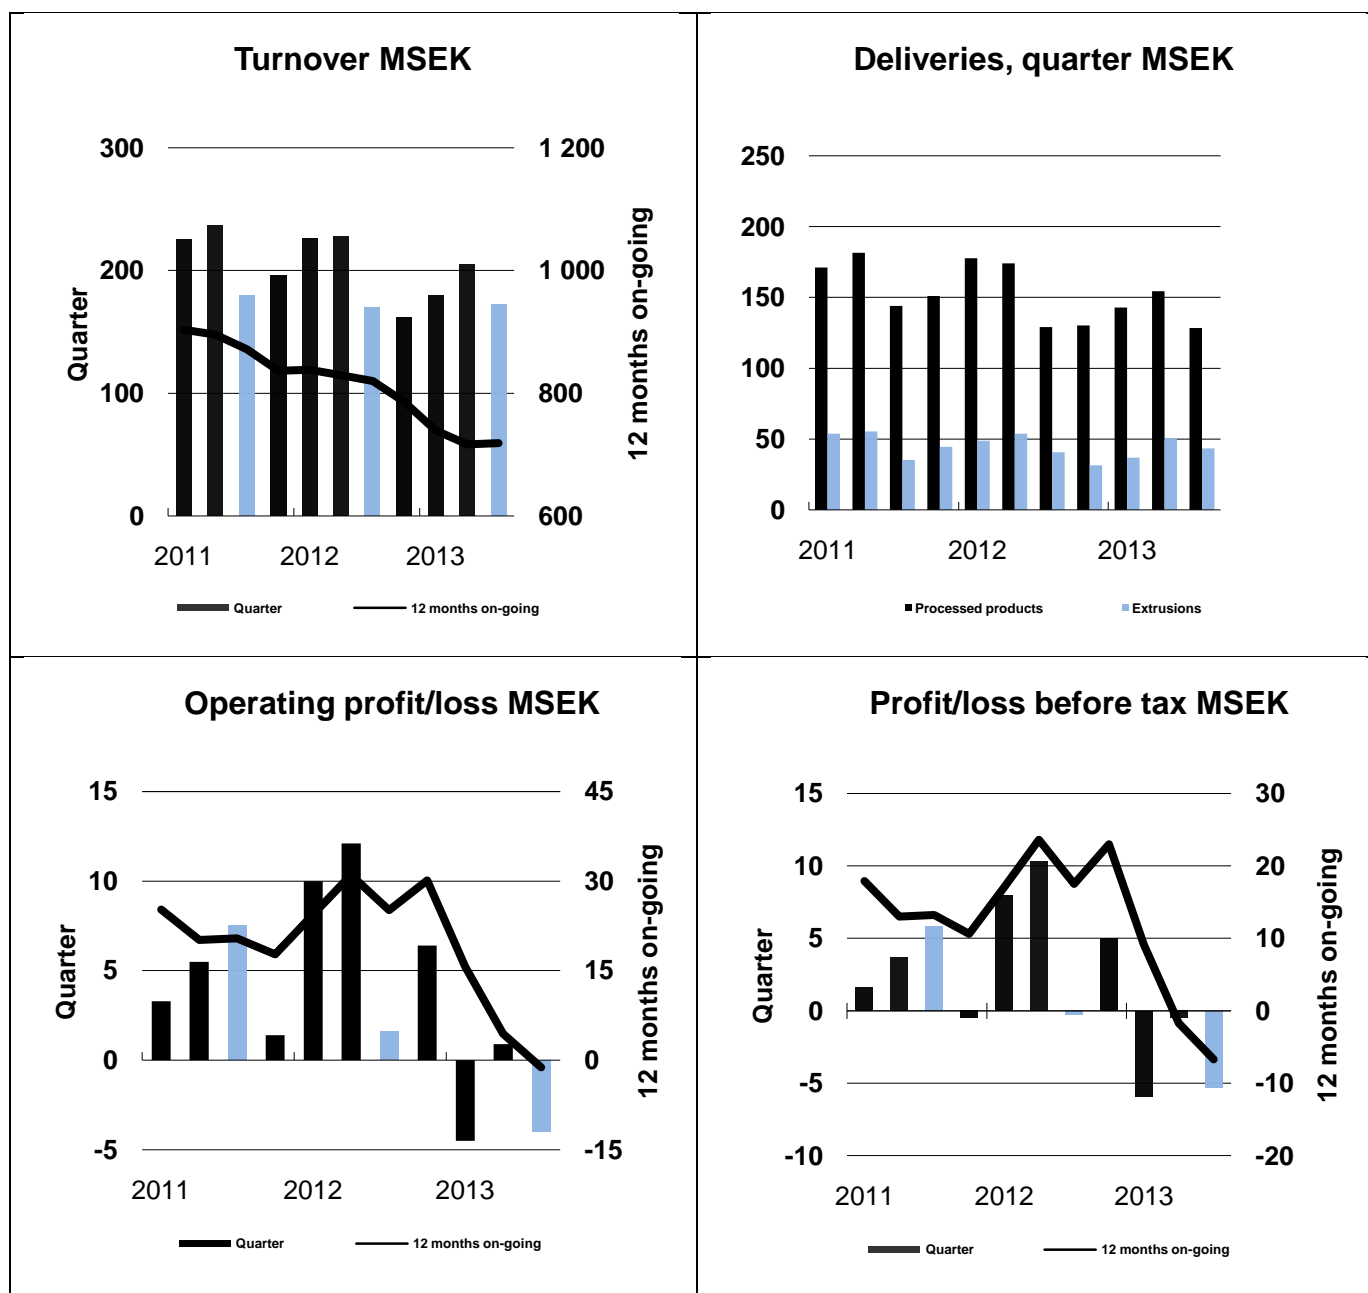 Turnover MSEK
300
200
100
0
1 200
1 000
800
600
Quarter
12 months on-going
2011 2012 2013
Quarter 12 months on-going
Deliveries, quarter MSEK
250
200
150
100
50
0
2011 2012 2013
Processed products Extrusions
Operating profit/loss MSEK
15
10
5
0
-5
45
30
15
0
-15
Quarter
12 months on-going
2011 2012 2013
Quarter 12 months on-going
Profit/loss before tax MSEK
15
10
5
0
-5
-10
30
20
10
0
-10
-20
Quarter
12 months on-going
2011 2012 2013
Quarter 12 months on-going